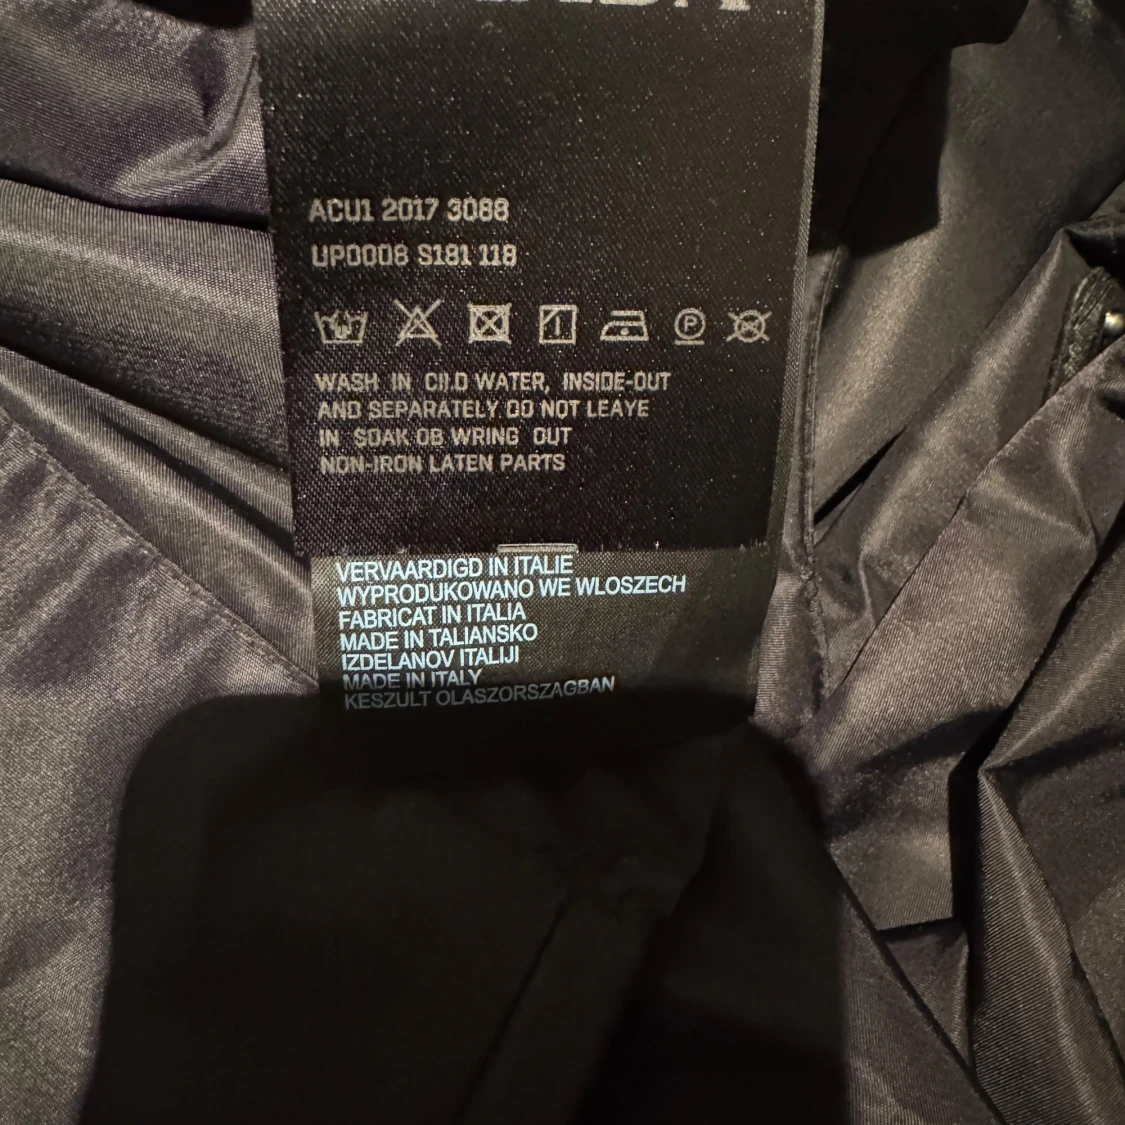 ACU1 2017 3088
UP0008 S181 118
P
WASH IN CILD WATER, INSIDE-OUT
AND SEPARATELY DO NOT LEAYE
IN SOAK OB WRING OUT
NON-IRON LATEN PARTS
VERVAARDIGD IN ITALIE
WYPRODUKOWANO WE WLOSZECH
FABRICAT IN ITALIA
MADE IN TALIANSKO
IZDELANOV ITALIJI
MADE IN ITALY
KESZULT OLASZORSZAGBAN